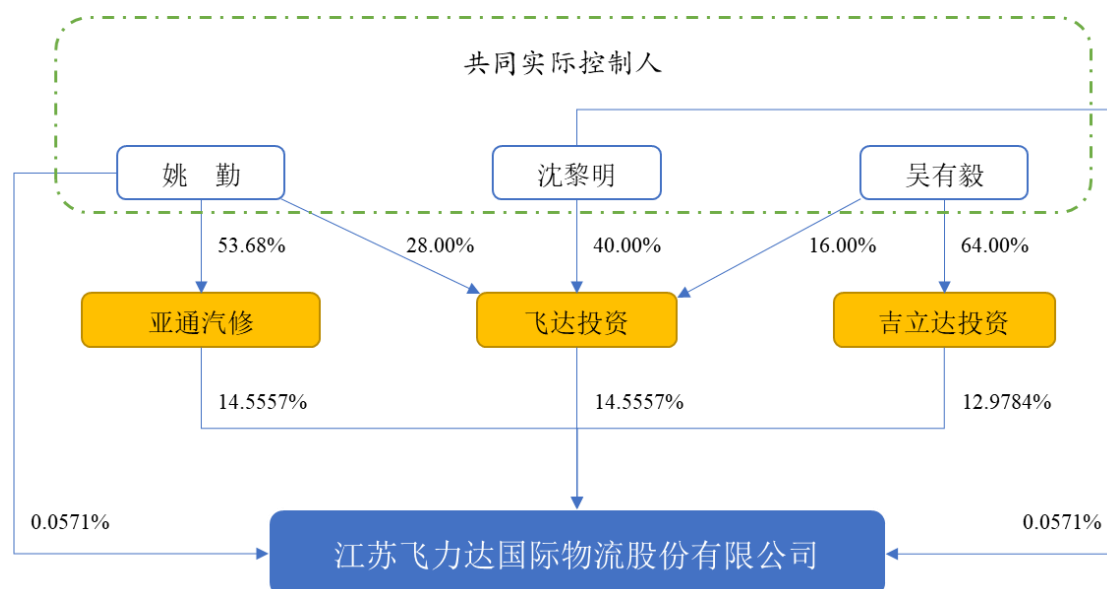 共同实际控制人
姚 勤
沈黎明
吴有毅
53.68%
28.00%
40.00%
16.00%
64.00%
亚通汽修
飞达投资
吉立达投资
14.5557%
14.5557%
12.9784%
0.0571%
0.0571%
江苏飞力达国际物流股份有限公司